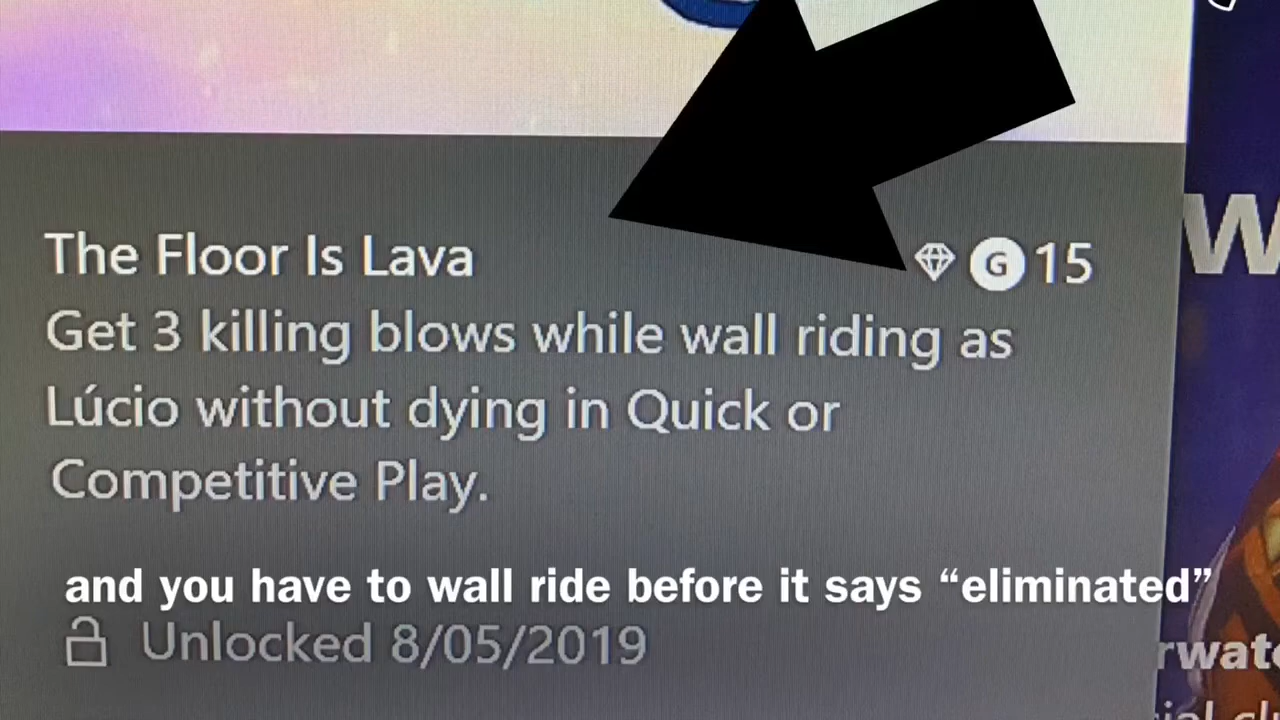 The Floor Is Lava
G 15
Get 3 killing blows while wall riding as
Lúcio without dying in Quick or
Competitive Play.
and you have to wall ride before it says “eliminated”
Unlocked 8/05/2019